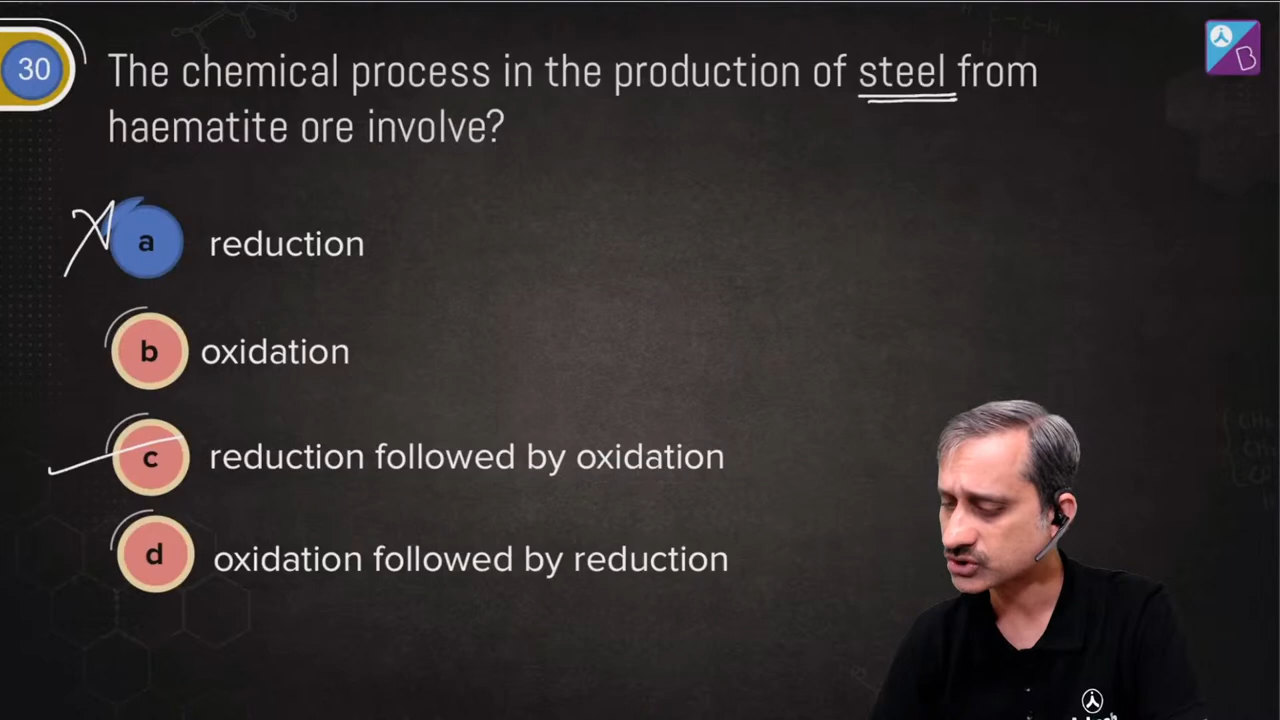 30
The chemical process in the production of steel from
haematite ore involve?
a reduction
b oxidation
c reduction followed by oxidation
d oxidation followed by reduction
B